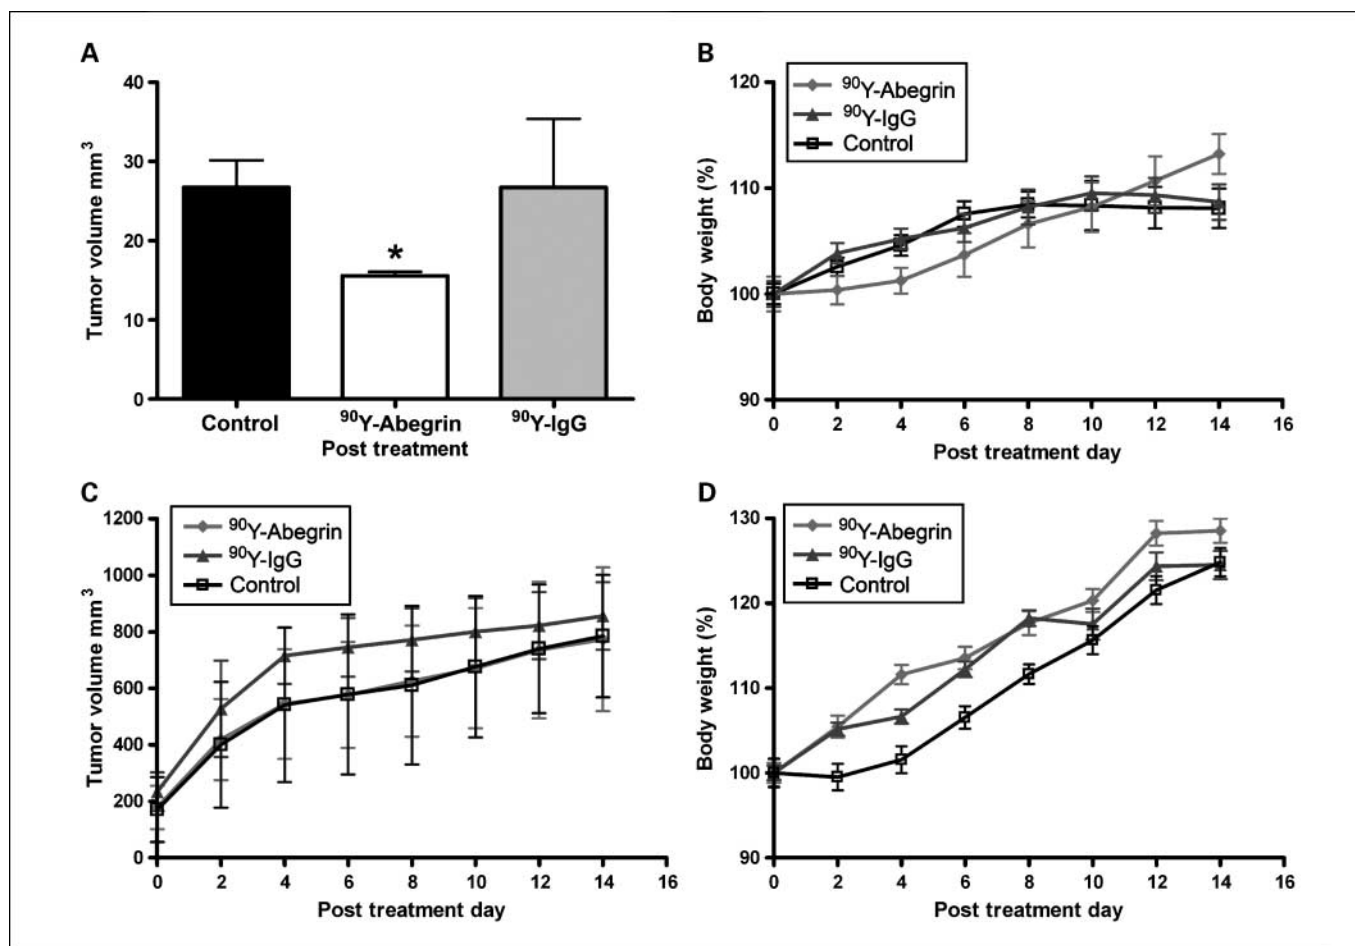 A
Tumor volume mm³
40
30
20
10
0
*
Control
⁹⁰Y-Abegrin
⁹⁰Y-IgG
Post treatment
B
Body weight (%)
120
110
100
90
⁹⁰Y-Abegrin
⁹⁰Y-IgG
Control
0 2 4 6 8 10 12 14 16
Post treatment day
C
Tumor volume mm³
1200
1000
800
600
400
200
0
⁹⁰Y-Abegrin
⁹⁰Y-IgG
Control
0 2 4 6 8 10 12 14 16
Post treatment day
D
Body weight (%)
130
120
110
100
90
⁹⁰Y-Abegrin
⁹⁰Y-IgG
Control
0 2 4 6 8 10 12 14 16
Post treatment day